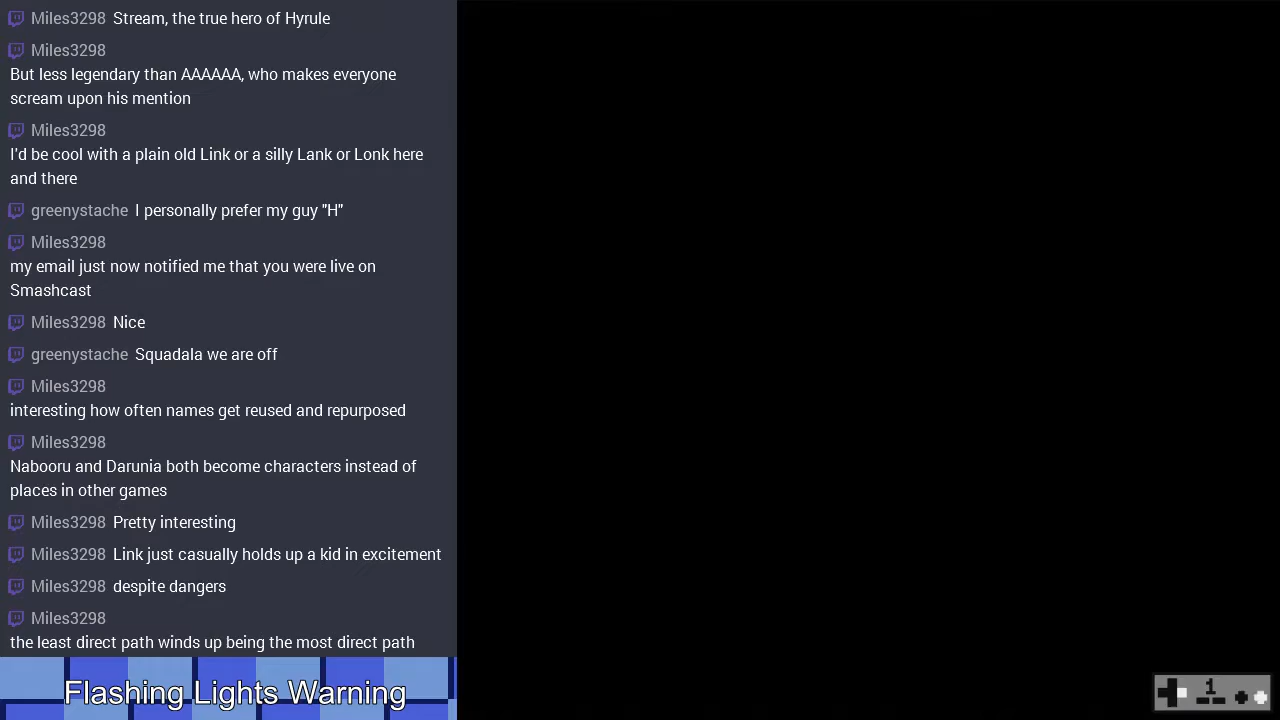 Miles3298 Stream, the true hero of Hyrule
Miles3298
But less legendary than AAAAAA, who makes everyone
scream upon his mention
Miles3298
I'd be cool with a plain old Link or a silly Lank or Lonk here
and there
greenystache I personally prefer my guy "H"
Miles3298
my email just now notified me that you were live on
Smashcast
Miles3298 Nice
greenystache Squadala we are off
Miles3298
interesting how often names get reused and repurposed
Miles3298
Nabooru and Darunia both become characters instead of
places in other games
Miles3298 Pretty interesting
Miles3298 Link just casually holds up a kid in excitement
Miles3298 despite dangers
Miles3298
the least direct path winds up being the most direct path
Flashing Lights Warning
1